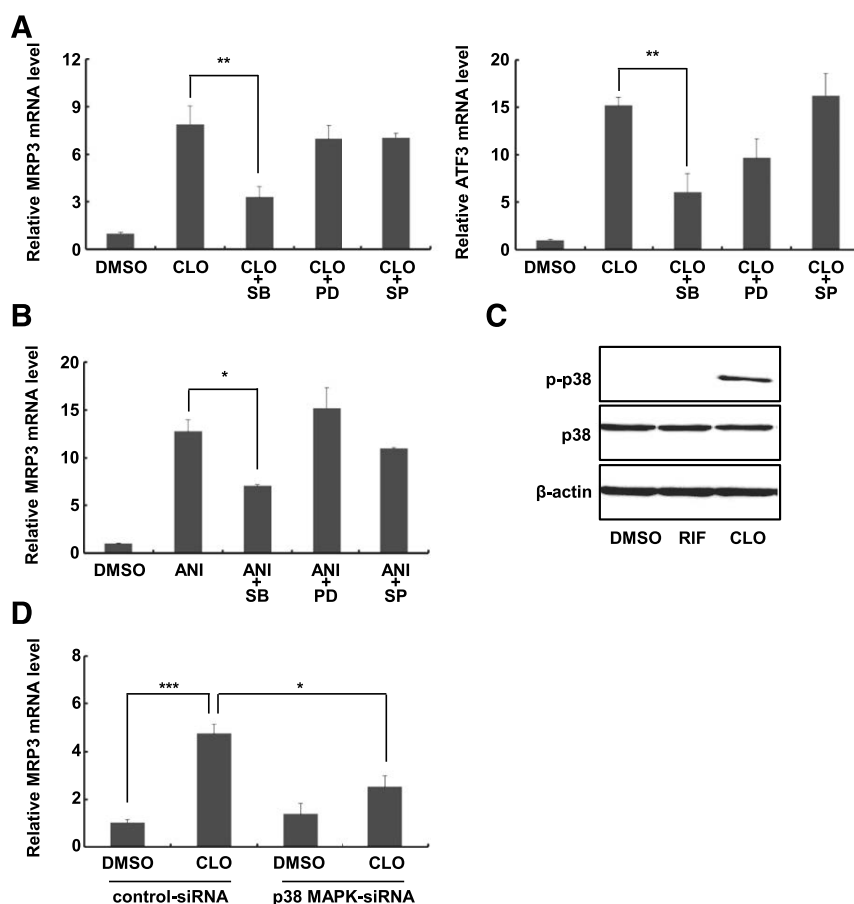 A
Relative MRP3 mRNA level
12
9
6
3
0
**
DMSO CLO CLO + SB CLO + PD CLO + SP
Relative ATF3 mRNA level
20
15
10
5
0
**
DMSO CLO CLO + SB CLO + PD CLO + SP
B
Relative MRP3 mRNA level
20
15
10
5
0
*
DMSO ANI ANI + SB ANI + PD ANI + SP
C
p-p38
p38
β-actin
DMSO RIF CLO
D
Relative MRP3 mRNA level
8
6
4
2
0
*** *
DMSO CLO DMSO CLO
control-siRNA p38 MAPK-siRNA